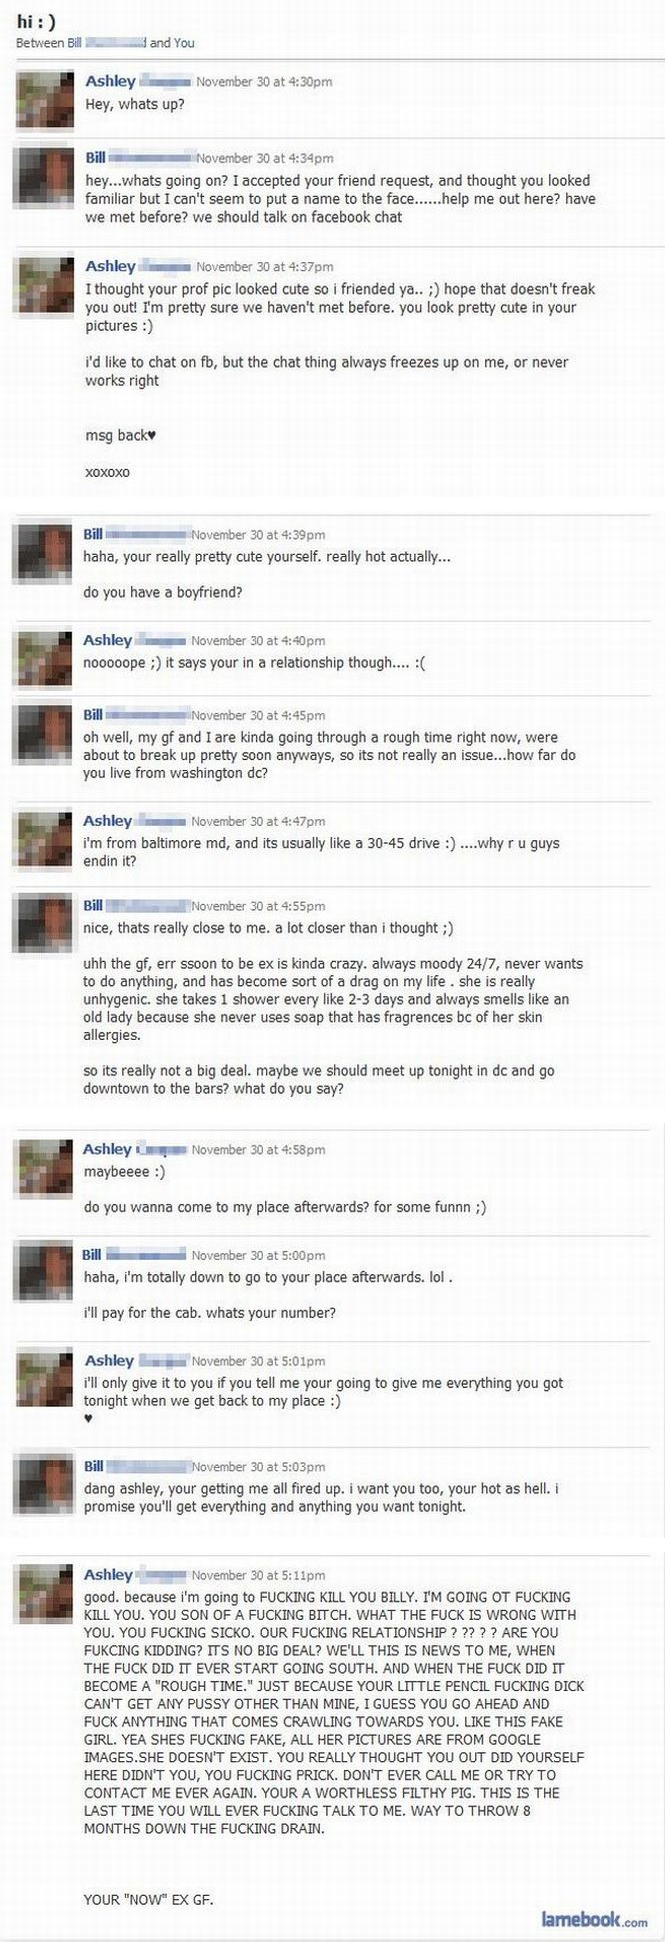 hi : )
Between Bill and You
Ashley November 30 at 4:30pm
Hey, whats up?
Bill November 30 at 4:34pm
hey...whats going on? I accepted your friend request, and thought you looked
familiar but I can't seem to put a name to the face......help me out here? have
we met before? we should talk on facebook chat
Ashley November 30 at 4:37pm
I thought your prof pic looked cute so i friended ya.. ;) hope that doesn't freak
you out! I'm pretty sure we haven't met before. you look pretty cute in your
pictures :)
i'd like to chat on fb, but the chat thing always freezes up on me, or never
works right
msg back♥
xoxoxo
Bill November 30 at 4:39pm
haha, your really pretty cute yourself. really hot actually...
do you have a boyfriend?
Ashley November 30 at 4:40pm
nooooope ;) it says your in a relationship though.... :(
Bill November 30 at 4:45pm
oh well, my gf and I are kinda going through a rough time right now, were
about to break up pretty soon anyways, so its not really an issue...how far do
you live from washington dc?
Ashley November 30 at 4:47pm
i'm from baltimore md, and its usually like a 30-45 drive :) ....why r u guys
endin it?
Bill November 30 at 4:55pm
nice, thats really close to me. a lot closer than i thought ;)
uhh the gf, err ssoon to be ex is kinda crazy. always moody 24/7, never wants
to do anything, and has become sort of a drag on my life . she is really
unhygenic. she takes 1 shower every like 2-3 days and always smells like an
old lady because she never uses soap that has fragrences bc of her skin
allergies.
so its really not a big deal. maybe we should meet up tonight in dc and go
downtown to the bars? what do you say?
Ashley November 30 at 4:58pm
maybeeee :)
do you wanna come to my place afterwards? for some funnn ;)
Bill November 30 at 5:00pm
haha, i'm totally down to go to your place afterwards. lol .
i'll pay for the cab. whats your number?
Ashley November 30 at 5:01pm
i'll only give it to you if you tell me your going to give me everything you got
tonight when we get back to my place :)
♥
Bill November 30 at 5:03pm
dang ashley, your getting me all fired up. i want you too, your hot as hell. i
promise you'll get everything and anything you want tonight.
Ashley November 30 at 5:11pm
good. because i'm going to FUCKING KILL YOU BILLY. I'M GOING OT FUCKING
KILL YOU. YOU SON OF A FUCKING BITCH. WHAT THE FUCK IS WRONG WITH
YOU. YOU FUCKING SICKO. OUR FUCKING RELATIONSHIP ? ?? ? ? ARE YOU
FUKCING KIDDING? ITS NO BIG DEAL? WE'LL THIS IS NEWS TO ME, WHEN
THE FUCK DID IT EVER START GOING SOUTH. AND WHEN THE FUCK DID IT
BECOME A "ROUGH TIME." JUST BECAUSE YOUR LITTLE PENCIL FUCKING DICK
CAN'T GET ANY PUSSY OTHER THAN MINE, I GUESS YOU GO AHEAD AND
FUCK ANYTHING THAT COMES CRAWLING TOWARDS YOU. LIKE THIS FAKE
GIRL. YEA SHES FUCKING FAKE, ALL HER PICTURES ARE FROM GOOGLE
IMAGES.SHE DOESN'T EXIST. YOU REALLY THOUGHT YOU OUT DID YOURSELF
HERE DIDN'T YOU, YOU FUCKING PRICK. DON'T EVER CALL ME OR TRY TO
CONTACT ME EVER AGAIN. YOUR A WORTHLESS FILTHY PIG. THIS IS THE
LAST TIME YOU WILL EVER FUCKING TALK TO ME. WAY TO THROW 8
MONTHS DOWN THE FUCKING DRAIN.
YOUR "NOW" EX GF.
lamebook.com